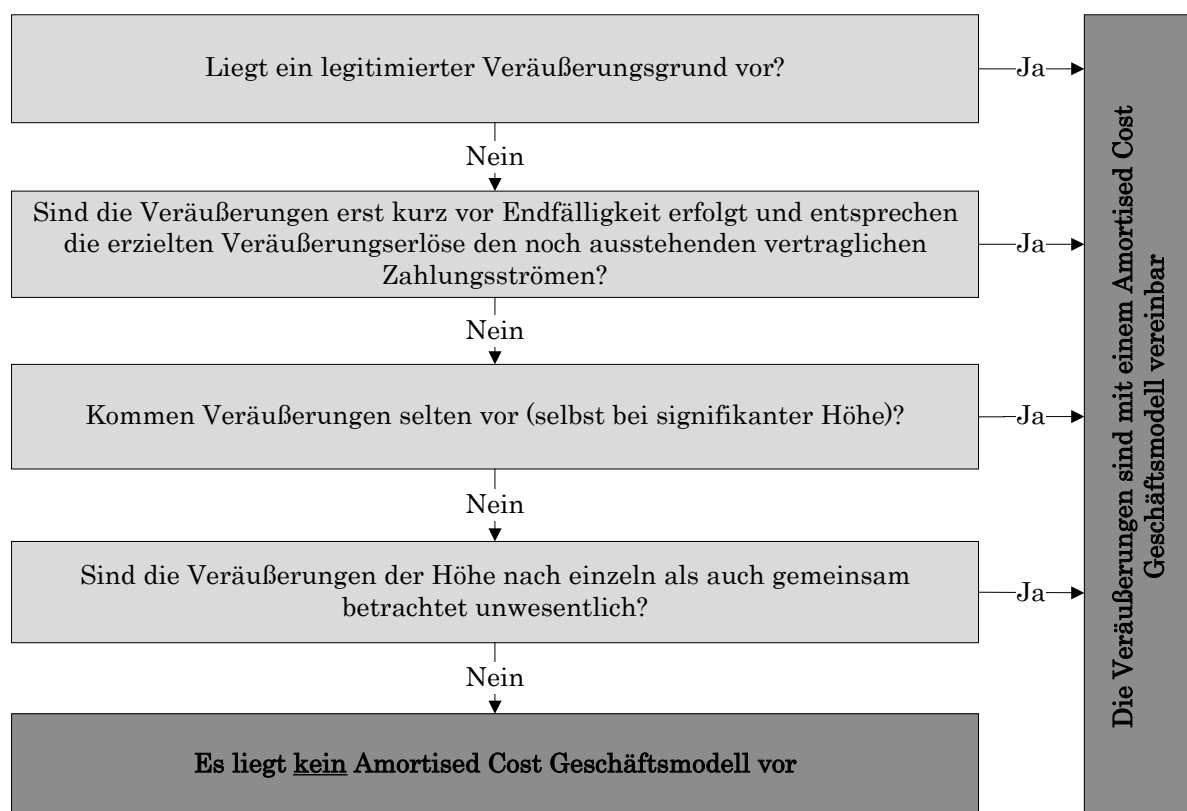 Liegt ein legitimierter Veräußerungsgrund vor?
Ja
Nein
Sind die Veräußerungen erst kurz vor Endfälligkeit erfolgt und entsprechen
die erzielten Veräußerungserlöse den noch ausstehenden vertraglichen
Zahlungsströmen?
Ja
Nein
Kommen Veräußerungen selten vor (selbst bei signifikanter Höhe)?
Ja
Nein
Sind die Veräußerungen der Höhe nach einzeln als auch gemeinsam
betrachtet unwesentlich?
Ja
Nein
Es liegt kein Amortised Cost Geschäftsmodell vor
Die Veräußerungen sind mit einem Amortised Cost
Geschäftsmodell vereinbar